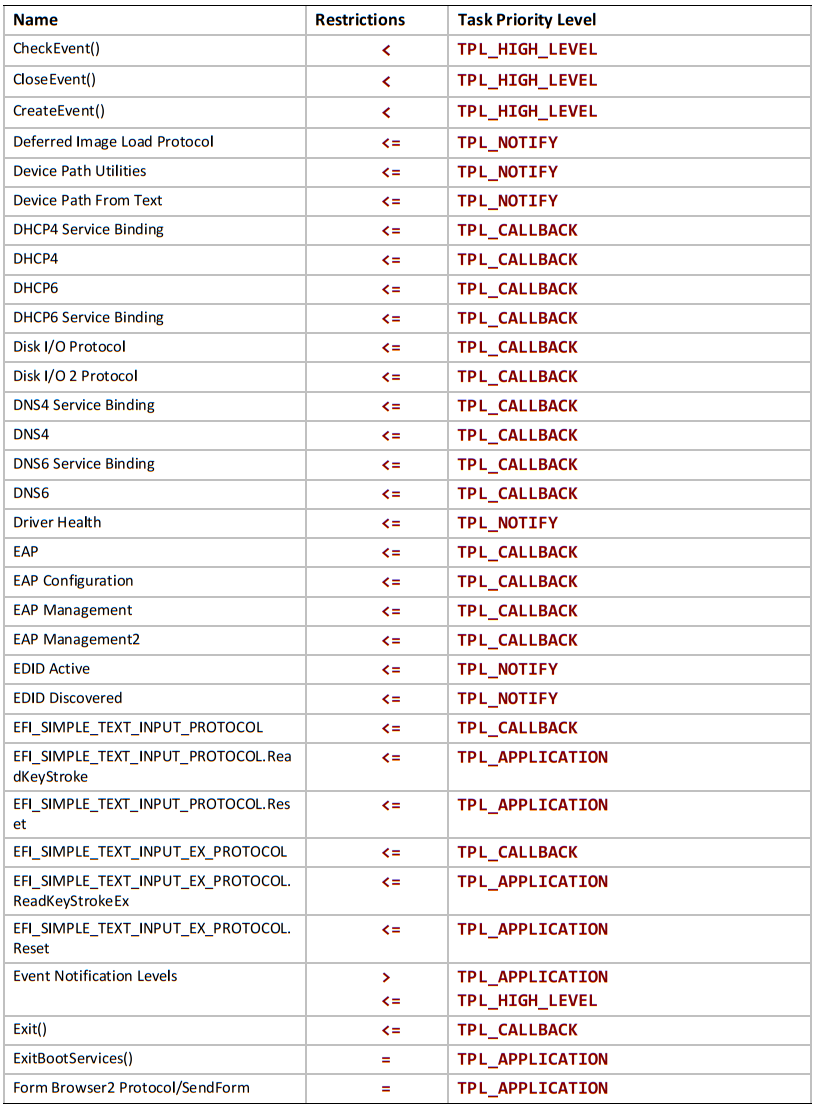 Name Restrictions Task Priority Level
CheckEvent() < TPL_HIGH_LEVEL
CloseEvent() < TPL_HIGH_LEVEL
CreateEvent() < TPL_HIGH_LEVEL
Deferred Image Load Protocol <= TPL_NOTIFY
Device Path Utilities <= TPL_NOTIFY
Device Path From Text <= TPL_NOTIFY
DHCP4 Service Binding <= TPL_CALLBACK
DHCP4 <= TPL_CALLBACK
DHCP6 <= TPL_CALLBACK
DHCP6 Service Binding <= TPL_CALLBACK
Disk I/O Protocol <= TPL_CALLBACK
Disk I/O 2 Protocol <= TPL_CALLBACK
DNS4 Service Binding <= TPL_CALLBACK
DNS4 <= TPL_CALLBACK
DNS6 Service Binding <= TPL_CALLBACK
DNS6 <= TPL_CALLBACK
Driver Health <= TPL_NOTIFY
EAP <= TPL_CALLBACK
EAP Configuration <= TPL_CALLBACK
EAP Management <= TPL_CALLBACK
EAP Management2 <= TPL_CALLBACK
EDID Active <= TPL_NOTIFY
EDID Discovered <= TPL_NOTIFY
EFI_SIMPLE_TEXT_INPUT_PROTOCOL <= TPL_CALLBACK
EFI_SIMPLE_TEXT_INPUT_PROTOCOL.Rea <= TPL_APPLICATION
dKeyStroke
EFI_SIMPLE_TEXT_INPUT_PROTOCOL.Res <= TPL_APPLICATION
et
EFI_SIMPLE_TEXT_INPUT_EX_PROTOCOL <= TPL_CALLBACK
EFI_SIMPLE_TEXT_INPUT_EX_PROTOCOL. <= TPL_APPLICATION
ReadKeyStrokeEx
EFI_SIMPLE_TEXT_INPUT_EX_PROTOCOL. <= TPL_APPLICATION
Reset
Event Notification Levels > TPL_APPLICATION
<= TPL_HIGH_LEVEL
Exit() <= TPL_CALLBACK
ExitBootServices() = TPL_APPLICATION
Form Browser2 Protocol/SendForm = TPL_APPLICATION